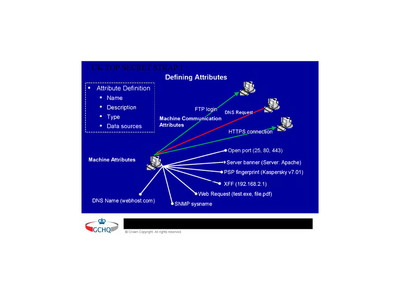 Defining Attributes
• Attribute Definition
• Name
• Description
• Type
• Data sources
FTP login
DNS Request
Machine Communication
Attributes
HTTPS connection
Open port (25, 80, 443)
Machine Attributes
Server banner (Server: Apache)
PSP fingerprint (Kaspersky v7.01)
XFF (192.168.2.1)
Web Request (test.exe, file.pdf)
DNS Name (webhost.com)
SNMP sysname
GCHQ
© Crown Copyright. All rights reserved.